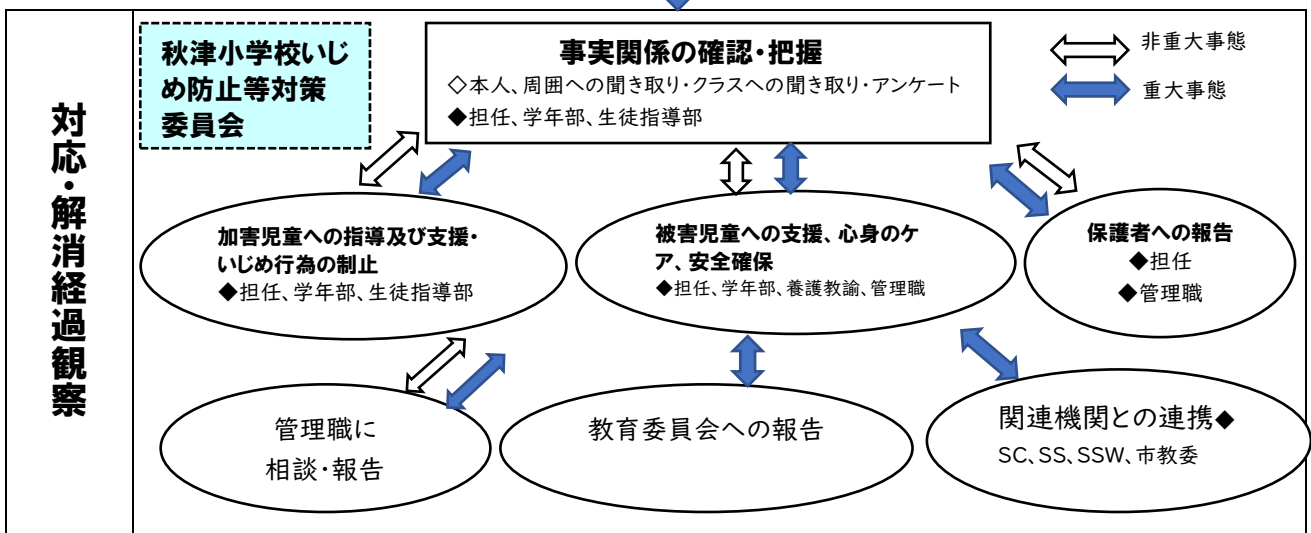 対応・解消経過観察
秋津小学校いじ
め防止等対策
委員会
事実関係の確認・把握
◇本人、周囲への聞き取り・クラスへの聞き取り・アンケート
◆担任、学年部、生徒指導部
非重大事態
重大事態
加害児童への指導及び支援・
いじめ行為の制止
◆担任、学年部、生徒指導部
被害児童への支援、心身のケ
ア、安全確保
◆担任、学年部、養護教諭、管理職
保護者への報告
◆担任
◆管理職
管理職に
相談・報告
教育委員会への報告
関連機関との連携◆
SC、SS、SSW、市教委